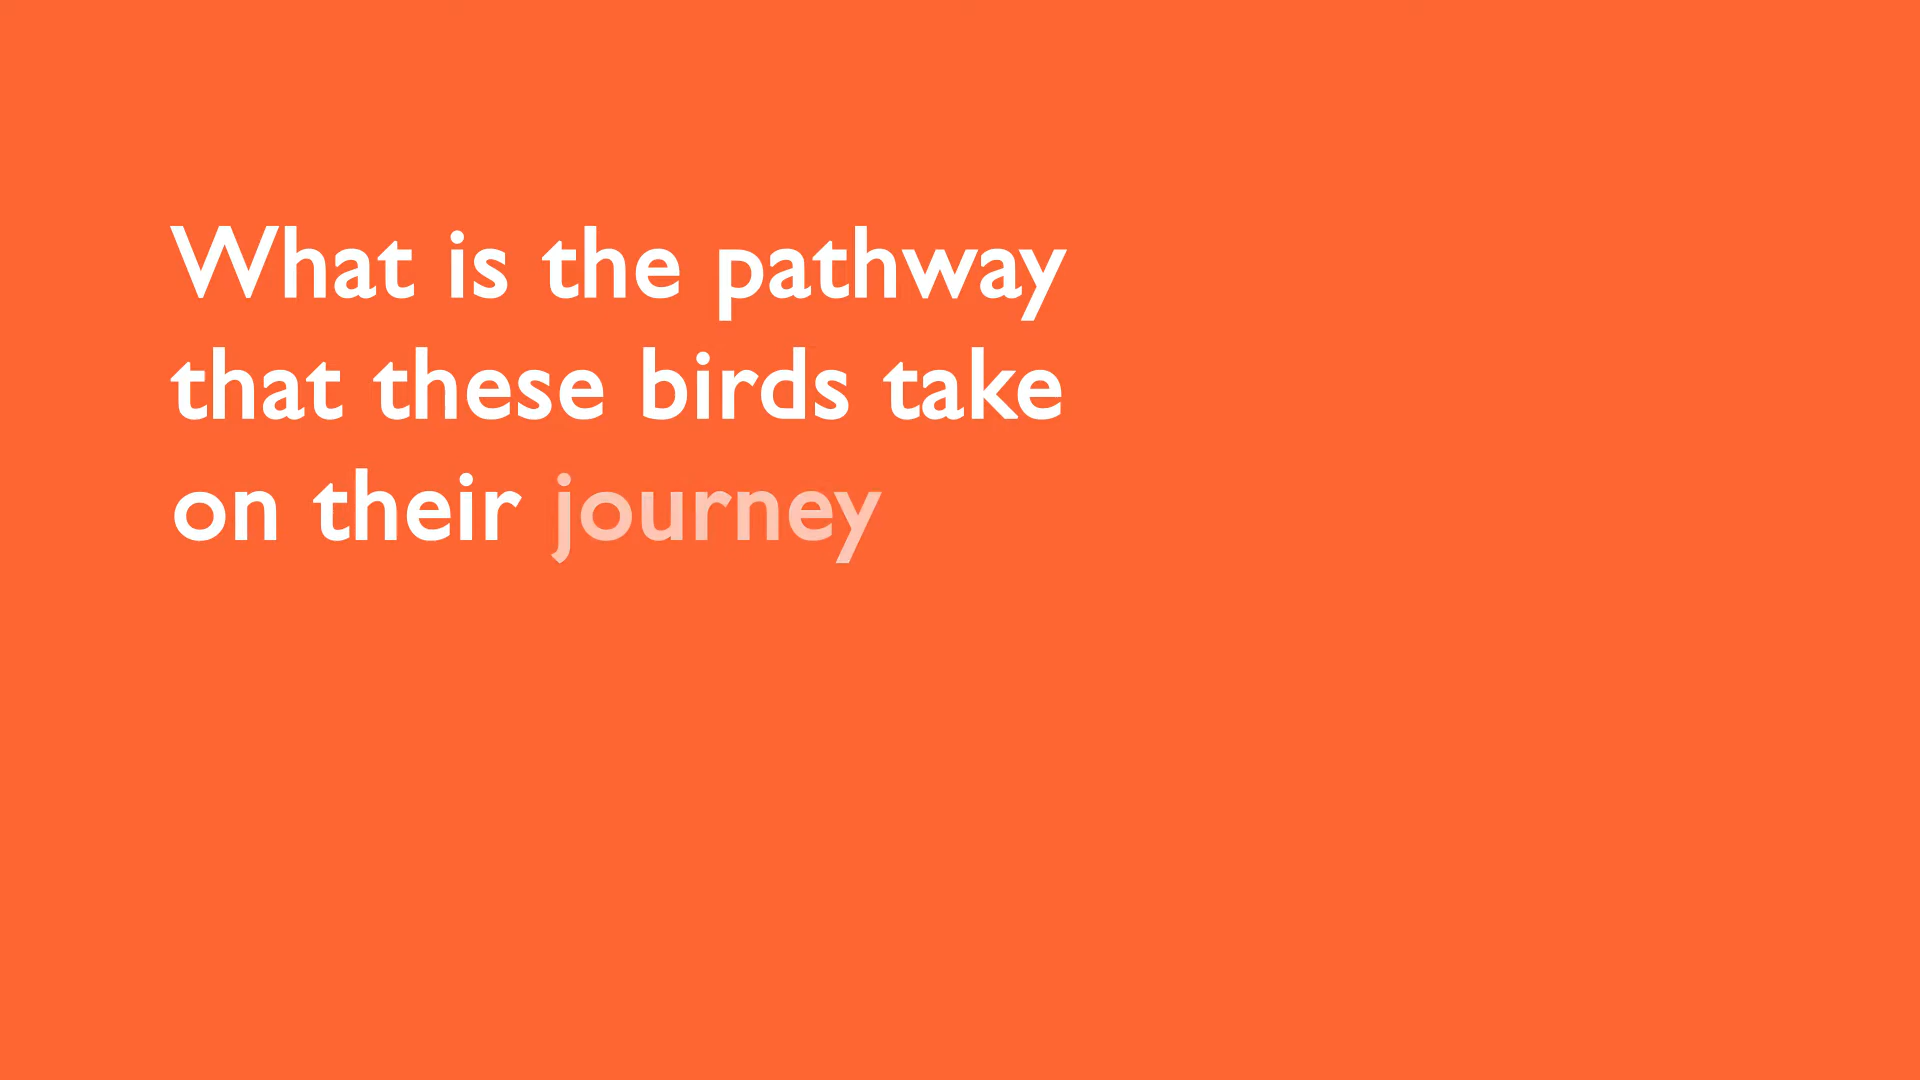 What is the pathway
that these birds take
on their journey